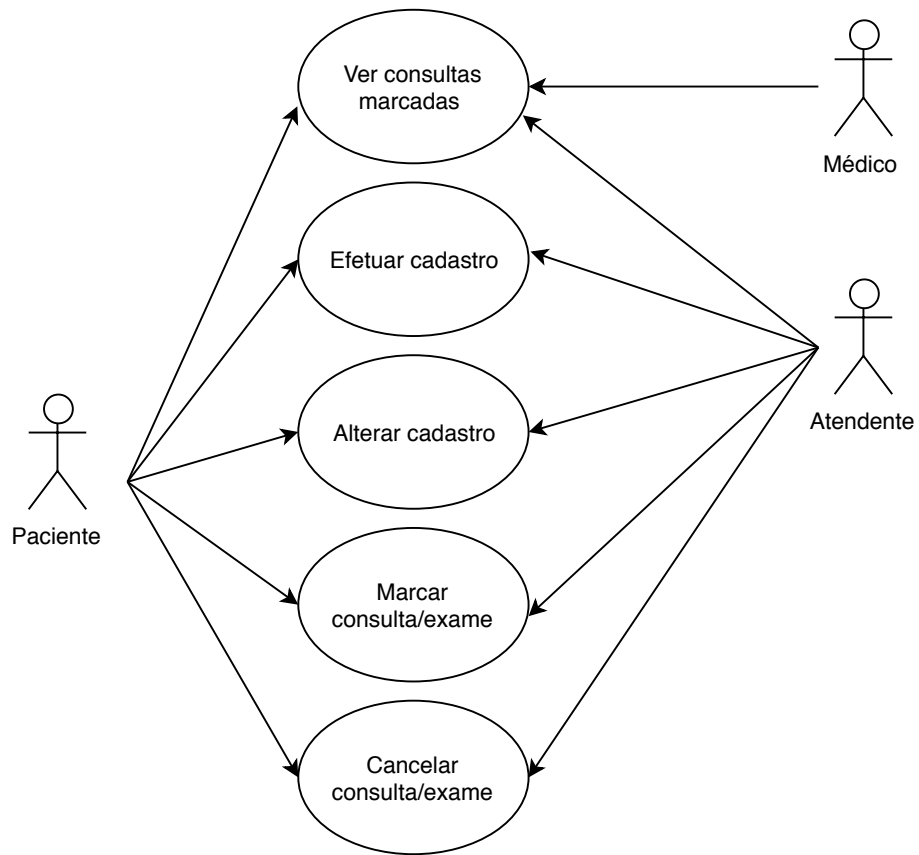 Ver consultas
marcadas
Médico
Efetuar cadastro
Alterar cadastro
Atendente
Paciente
Marcar
consulta/exame
Cancelar
consulta/exame